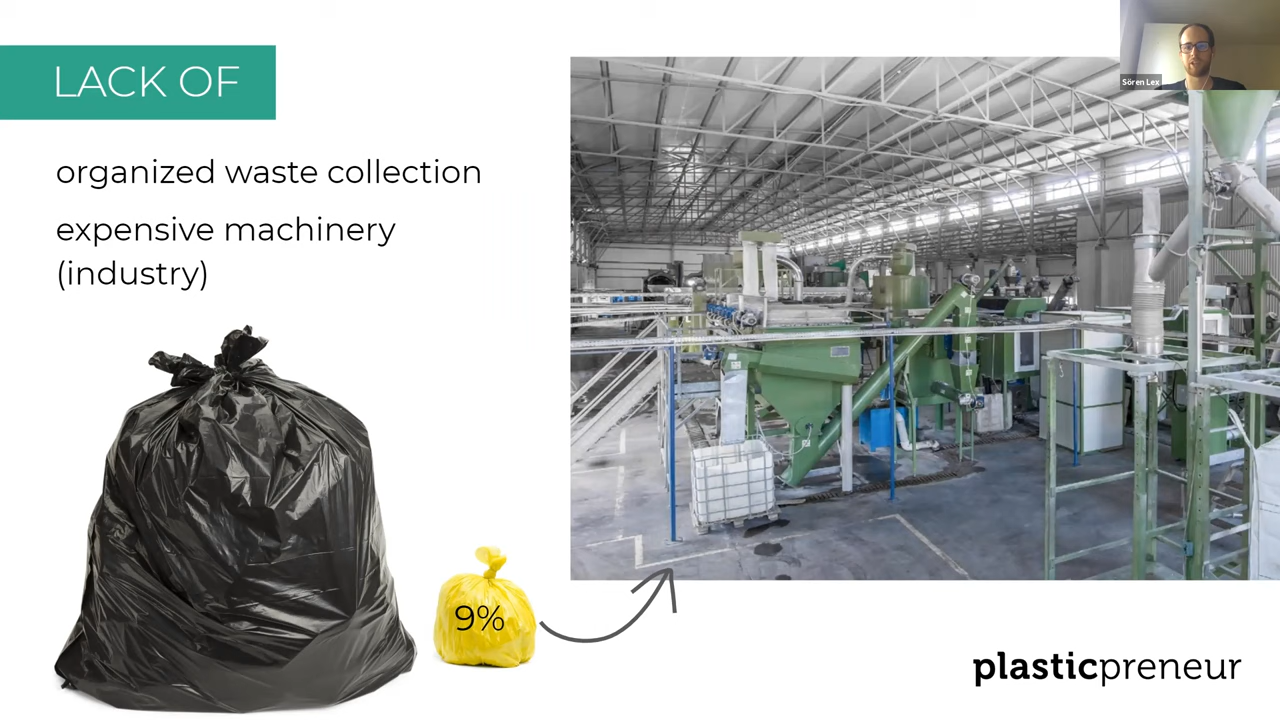 LACK OF
organized waste collection
expensive machinery
(industry)
9%
plasticpreneur
Sören Lex